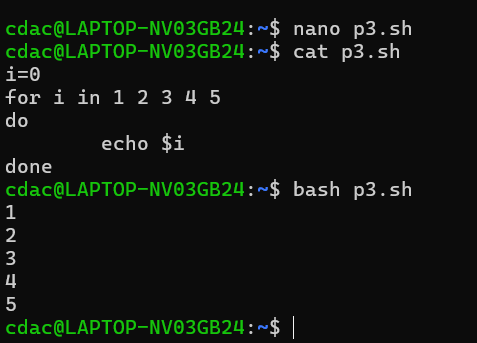 cdac@LAPTOP-NV03GB24:~$ nano p3.sh
cdac@LAPTOP-NV03GB24:~$ cat p3.sh
i=0
for i in 1 2 3 4 5
do
        echo $i
done
cdac@LAPTOP-NV03GB24:~$ bash p3.sh
1
2
3
4
5
cdac@LAPTOP-NV03GB24:~$